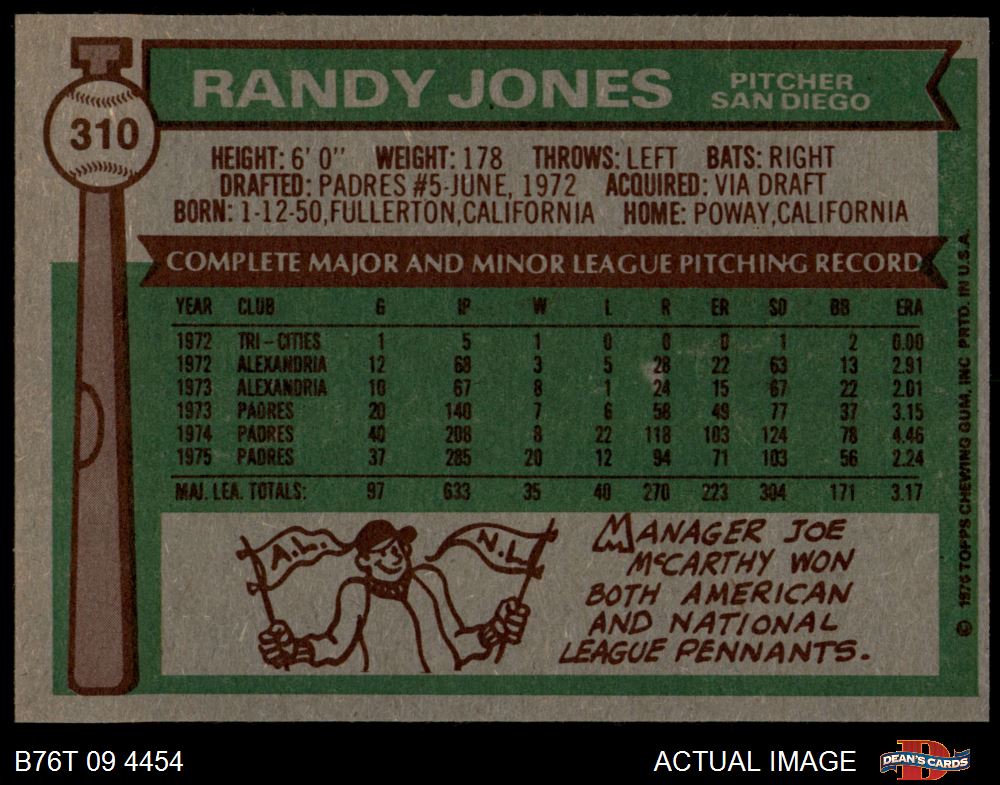 RANDY JONES
PITCHER
SAN DIEGO
310
HEIGHT: 6' 0" WEIGHT: 178 THROWS: LEFT BATS: RIGHT
DRAFTED: PADRES #5-JUNE, 1972 ACQUIRED: VIA DRAFT
BORN: 1-12-50, FULLERTON, CALIFORNIA HOME: POWAY, CALIFORNIA
COMPLETE MAJOR AND MINOR LEAGUE PITCHING RECORD
YEAR CLUB G IP W L R ER SO BB ERA
1972 TRI-CITIES 1 5 1 0 0 0 1 2 0.00
1972 ALEXANDRIA 12 68 3 5 28 22 63 13 2.91
1973 ALEXANDRIA 10 67 8 1 24 15 67 22 2.01
1973 PADRES 20 140 7 6 58 49 77 37 3.15
1974 PADRES 40 208 8 22 118 103 124 78 4.46
1975 PADRES 37 285 20 12 94 71 103 56 2.24
MAJ. LEA. TOTALS: 97 633 35 40 270 223 304 171 3.17
A.L.
N.L.
MANAGER JOE
McCARTHY WON
BOTH AMERICAN
AND NATIONAL
LEAGUE PENNANTS.
© 1976 TOPPS CHEWING GUM, INC PRTD. IN U.S.A.
B76T 09 4454
ACTUAL IMAGE
DEAN'S CARDS